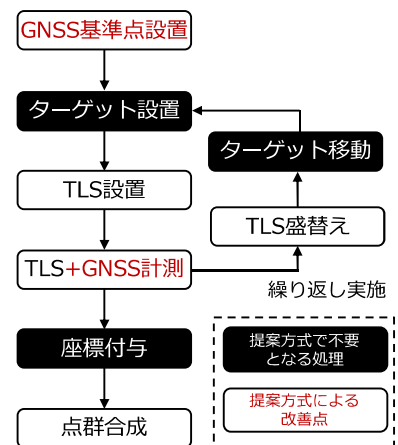 GNSS基準点設置
ターゲット設置
ターゲット移動
TLS設置
TLS盛替え
TLS+GNSS計測
繰り返し実施
座標付与
提案方式で不要
となる処理
提案方式による
改善点
点群合成